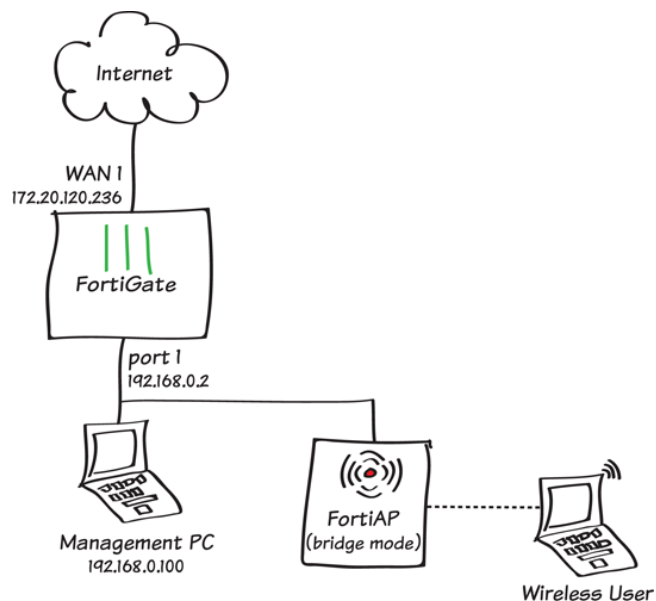 Internet
WAN 1
172.20.120.236
FortiGate
port 1
192.168.0.2
Management PC
192.168.0.100
FortiAP
(bridge mode)
Wireless User